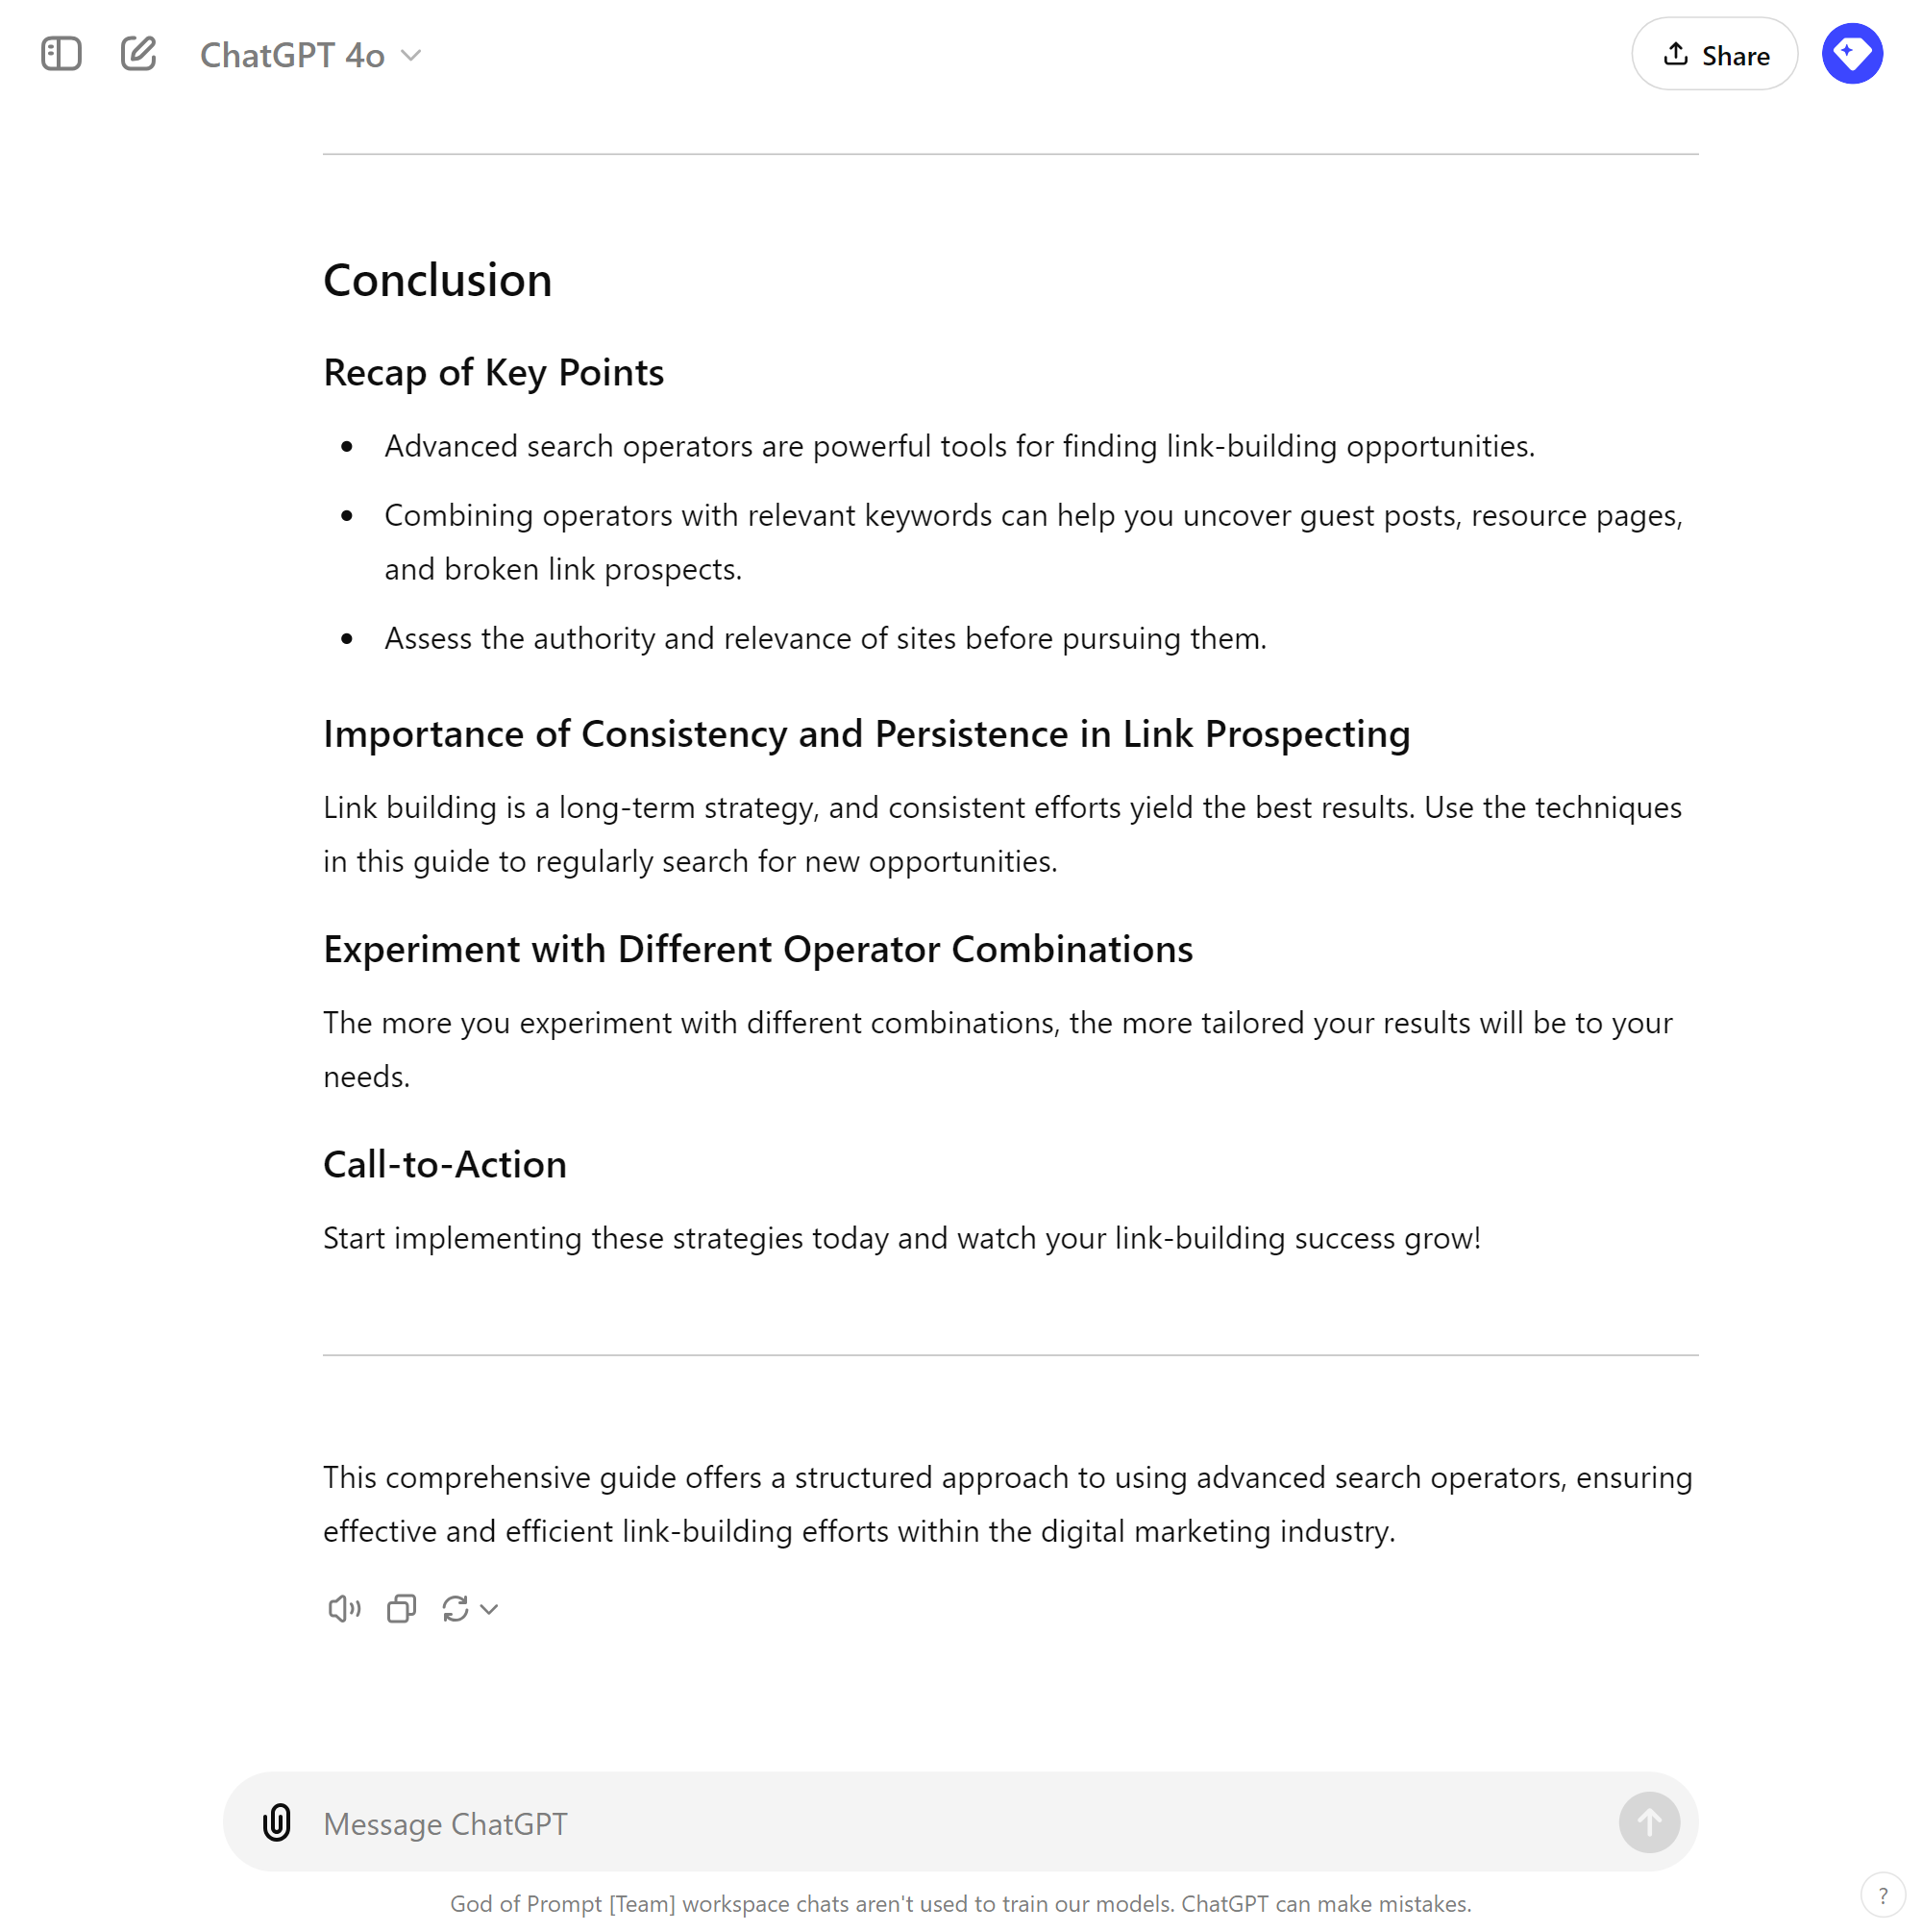 ChatGPT 4o
Share
Conclusion
Recap of Key Points
• Advanced search operators are powerful tools for finding link-building opportunities.
• Combining operators with relevant keywords can help you uncover guest posts, resource pages,
and broken link prospects.
• Assess the authority and relevance of sites before pursuing them.
Importance of Consistency and Persistence in Link Prospecting
Link building is a long-term strategy, and consistent efforts yield the best results. Use the techniques
in this guide to regularly search for new opportunities.
Experiment with Different Operator Combinations
The more you experiment with different combinations, the more tailored your results will be to your
needs.
Call-to-Action
Start implementing these strategies today and watch your link-building success grow!
This comprehensive guide offers a structured approach to using advanced search operators, ensuring
effective and efficient link-building efforts within the digital marketing industry.
Message ChatGPT
God of Prompt [Team] workspace chats aren't used to train our models. ChatGPT can make mistakes.
?